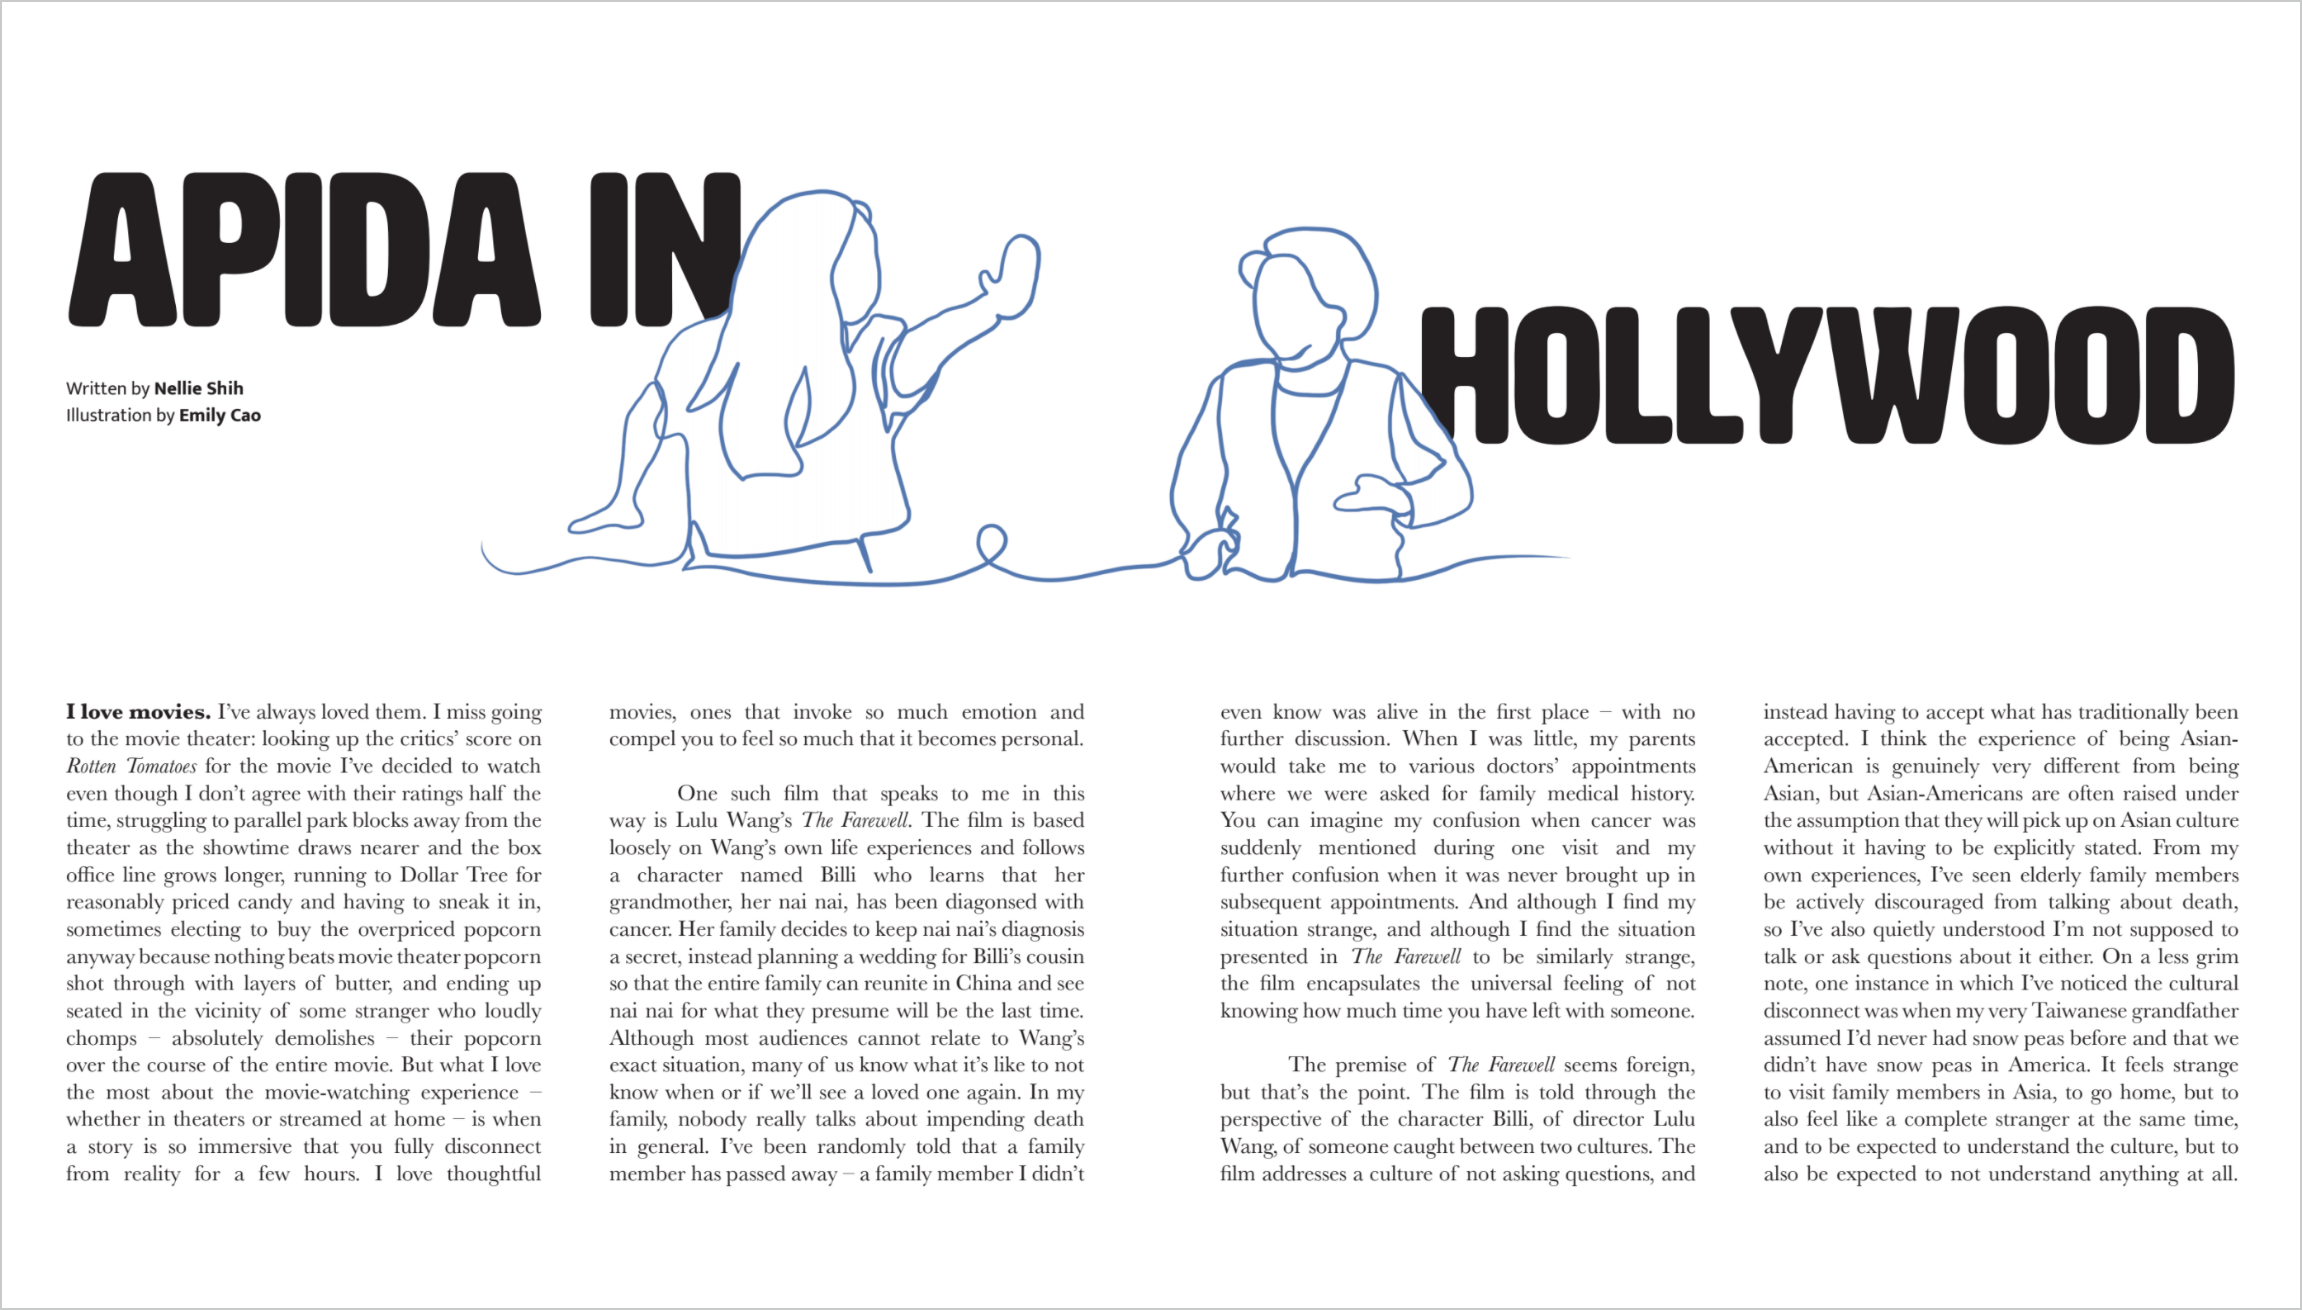 APIDA IN
HOLLYWOOD
Written by Nellie Shih
Illustration by Emily Cao
I love movies. I’ve always loved them. I miss going
to the movie theater: looking up the critics’ score on
Rotten Tomatoes for the movie I’ve decided to watch
even though I don’t agree with their ratings half the
time, struggling to parallel park blocks away from the
theater as the showtime draws nearer and the box
office line grows longer, running to Dollar Tree for
reasonably priced candy and having to sneak it in,
sometimes electing to buy the overpriced popcorn
anyway because nothing beats movie theater popcorn
shot through with layers of butter, and ending up
seated in the vicinity of some stranger who loudly
chomps – absolutely demolishes – their popcorn
over the course of the entire movie. But what I love
the most about the movie-watching experience –
whether in theaters or streamed at home – is when
a story is so immersive that you fully disconnect
from reality for a few hours. I love thoughtful
movies, ones that invoke so much emotion and
compel you to feel so much that it becomes personal.
One such film that speaks to me in this
way is Lulu Wang’s The Farewell. The film is based
loosely on Wang’s own life experiences and follows
a character named Billi who learns that her
grandmother, her nai nai, has been diagonsed with
cancer. Her family decides to keep nai nai’s diagnosis
a secret, instead planning a wedding for Billi’s cousin
so that the entire family can reunite in China and see
nai nai for what they presume will be the last time.
Although most audiences cannot relate to Wang’s
exact situation, many of us know what it’s like to not
know when or if we’ll see a loved one again. In my
family, nobody really talks about impending death
in general. I’ve been randomly told that a family
member has passed away – a family member I didn’t
even know was alive in the first place – with no
further discussion. When I was little, my parents
would take me to various doctors’ appointments
where we were asked for family medical history.
You can imagine my confusion when cancer was
suddenly mentioned during one visit and my
further confusion when it was never brought up in
subsequent appointments. And although I find my
situation strange, and although I find the situation
presented in The Farewell to be similarly strange,
the film encapsulates the universal feeling of not
knowing how much time you have left with someone.
The premise of The Farewell seems foreign,
but that’s the point. The film is told through the
perspective of the character Billi, of director Lulu
Wang, of someone caught between two cultures. The
film addresses a culture of not asking questions, and
instead having to accept what has traditionally been
accepted. I think the experience of being Asian-
American is genuinely very different from being
Asian, but Asian-Americans are often raised under
the assumption that they will pick up on Asian culture
without it having to be explicitly stated. From my
own experiences, I’ve seen elderly family members
be actively discouraged from talking about death,
so I’ve also quietly understood I’m not supposed to
talk or ask questions about it either. On a less grim
note, one instance in which I’ve noticed the cultural
disconnect was when my very Taiwanese grandfather
assumed I’d never had snow peas before and that we
didn’t have snow peas in America. It feels strange
to visit family members in Asia, to go home, but to
also feel like a complete stranger at the same time,
and to be expected to understand the culture, but to
also be expected to not understand anything at all.